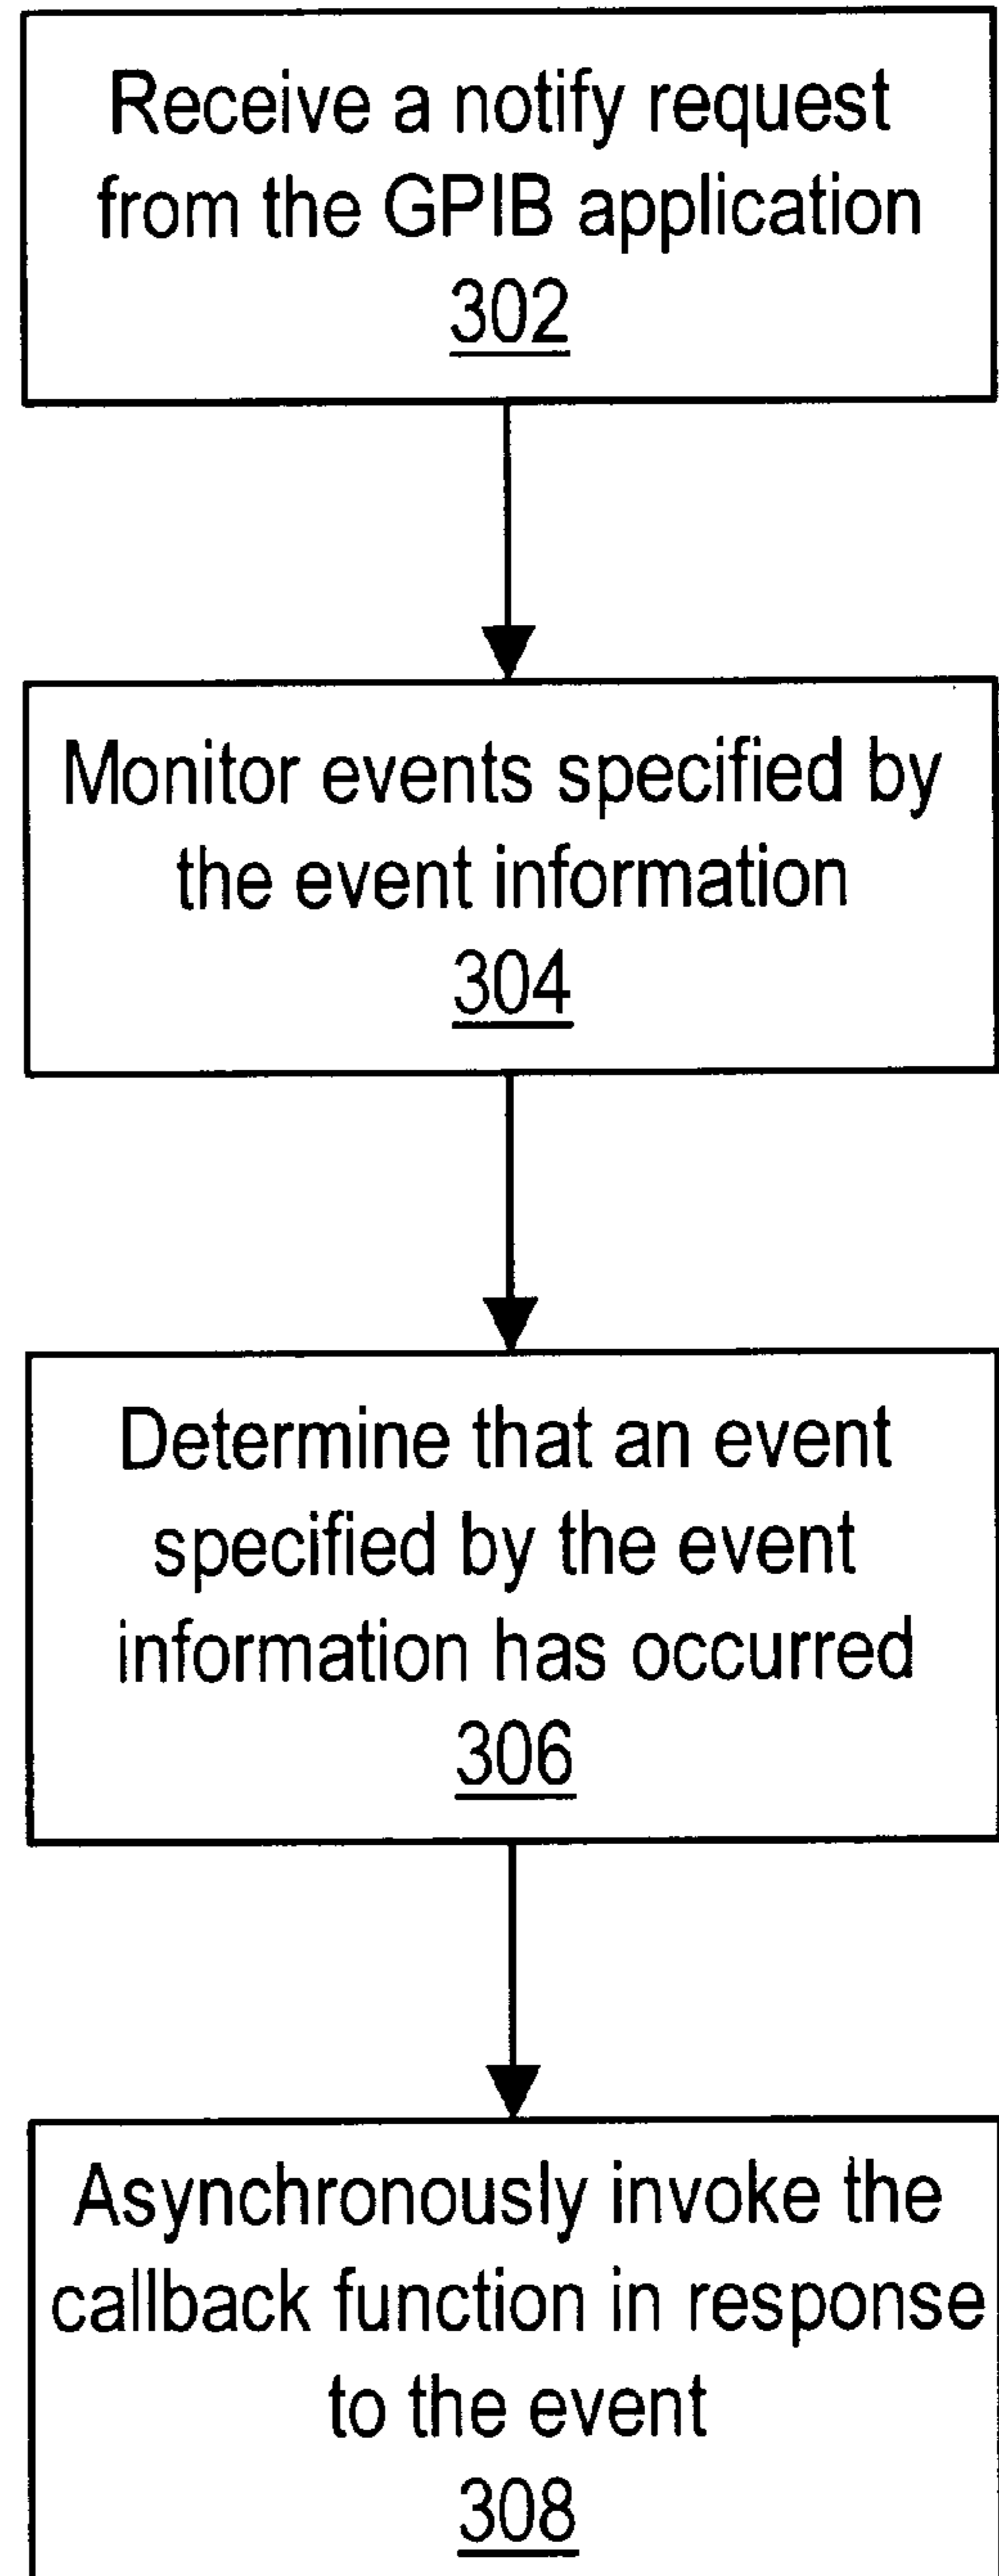 Receive a notify request
from the GPIB application
302
Monitor events specified by
the event information
304
Determine that an event
specified by the event
information has occurred
306
Asynchronously invoke the
callback function in response
to the event
308